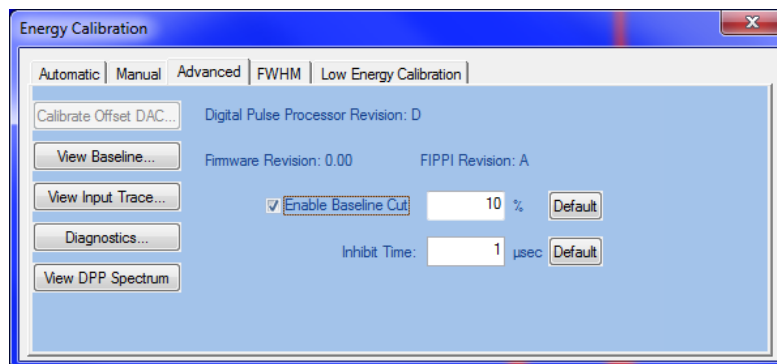 Energy Calibration
x
Automatic Manual Advanced FWHM Low Energy Calibration
Calibrate Offset DAC... Digital Pulse Processor Revision: D
View Baseline... Firmware Revision: 0.00 FIPPI Revision: A
View Input Trace... Enable Baseline Cut 10 % Default
Diagnostics... Inhibit Time: 1 µsec Default
View DPP Spectrum